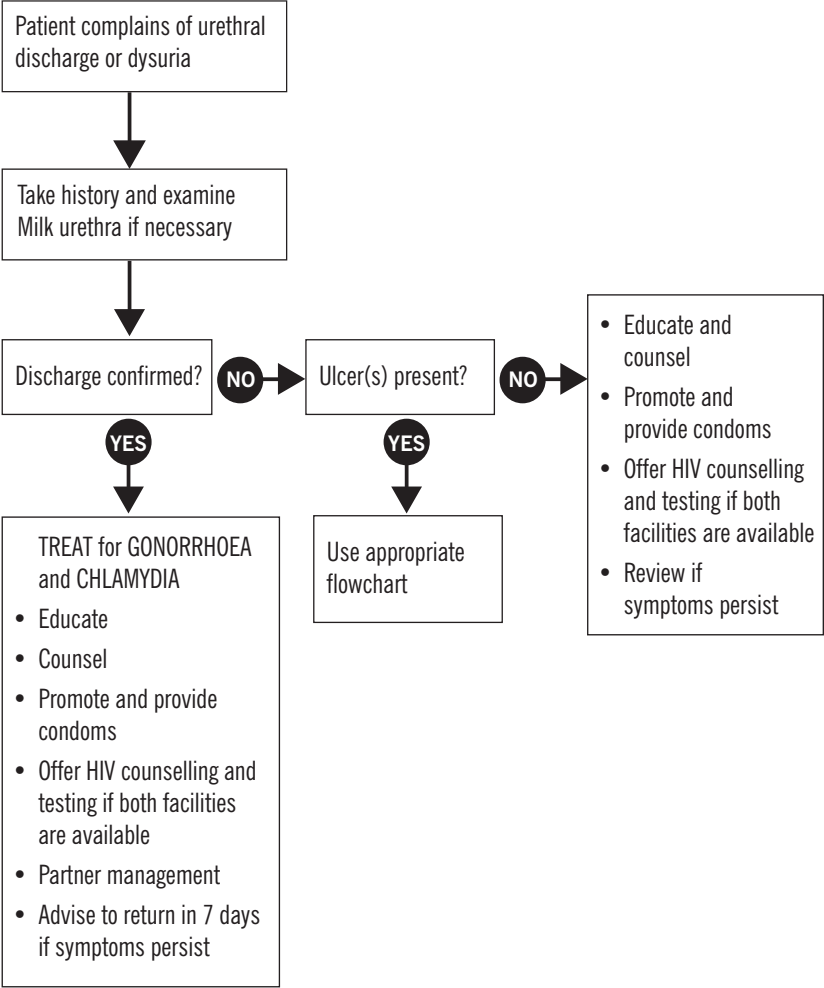 Patient complains of urethral
discharge or dysuria
Take history and examine
Milk urethra if necessary
Discharge confirmed?
NO
Ulcer(s) present?
NO
• Educate and
counsel
• Promote and
provide condoms
• Offer HIV counselling
and testing if both
facilities are available
• Review if
symptoms persist
YES
YES
TREAT for GONORRHOEA
and CHLAMYDIA
• Educate
• Counsel
• Promote and provide
condoms
• Offer HIV counselling and
testing if both facilities
are available
• Partner management
• Advise to return in 7 days
if symptoms persist
Use appropriate
flowchart